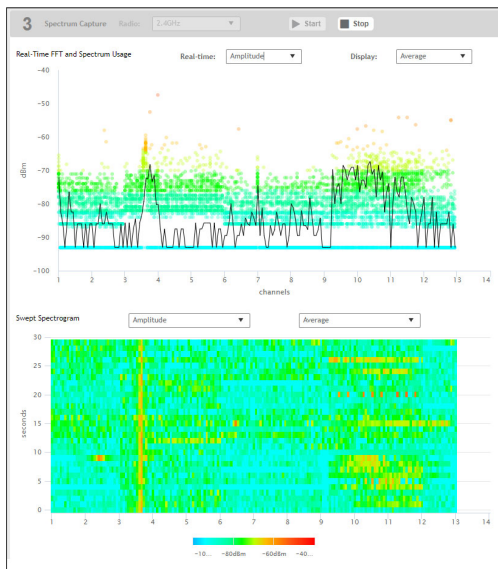 3 Spectrum Capture Radio: 2.4GHz Start Stop
Real-Time FFT and Spectrum Usage Real-time: Amplitude Display: Average
-40
-50
-60
-70
-80
-90
-100
dBm
1 2 3 4 5 6 7 8 9 10 11 12 13 14
channels
Swept Spectrogram Amplitude Average
30
25
20
15
10
5
0
seconds
1 2 3 4 5 6 7 8 9 10 11 12 13 14
-10... -80dBm -60dBm -40...